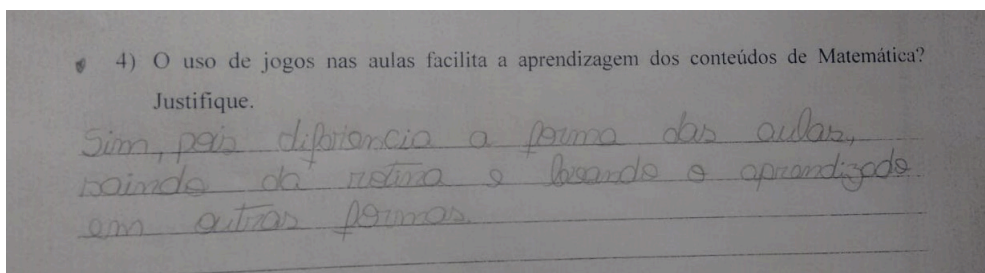 4) O uso de jogos nas aulas facilita a aprendizagem dos conteúdos de Matemática?
Justifique.
Sim, pois diferencia a forma das aulas,
saindo da rotina e levando o aprendizado
em outras formas.